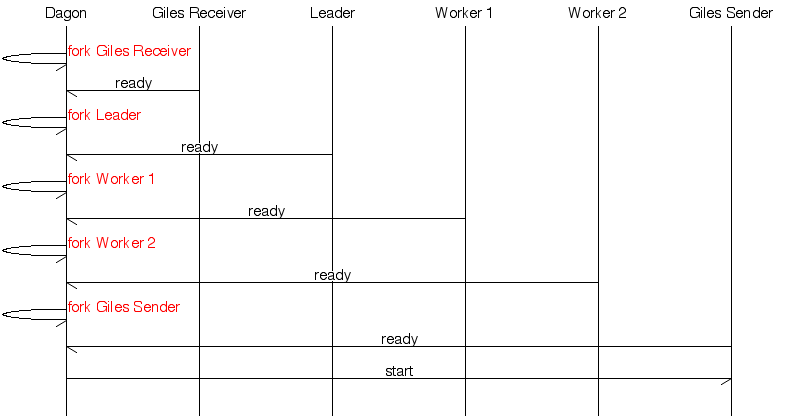 Dagon Giles Receiver Leader Worker 1 Worker 2 Giles Sender
fork Giles Receiver
ready
fork Leader
ready
fork Worker 1
ready
fork Worker 2
ready
fork Giles Sender
ready
start